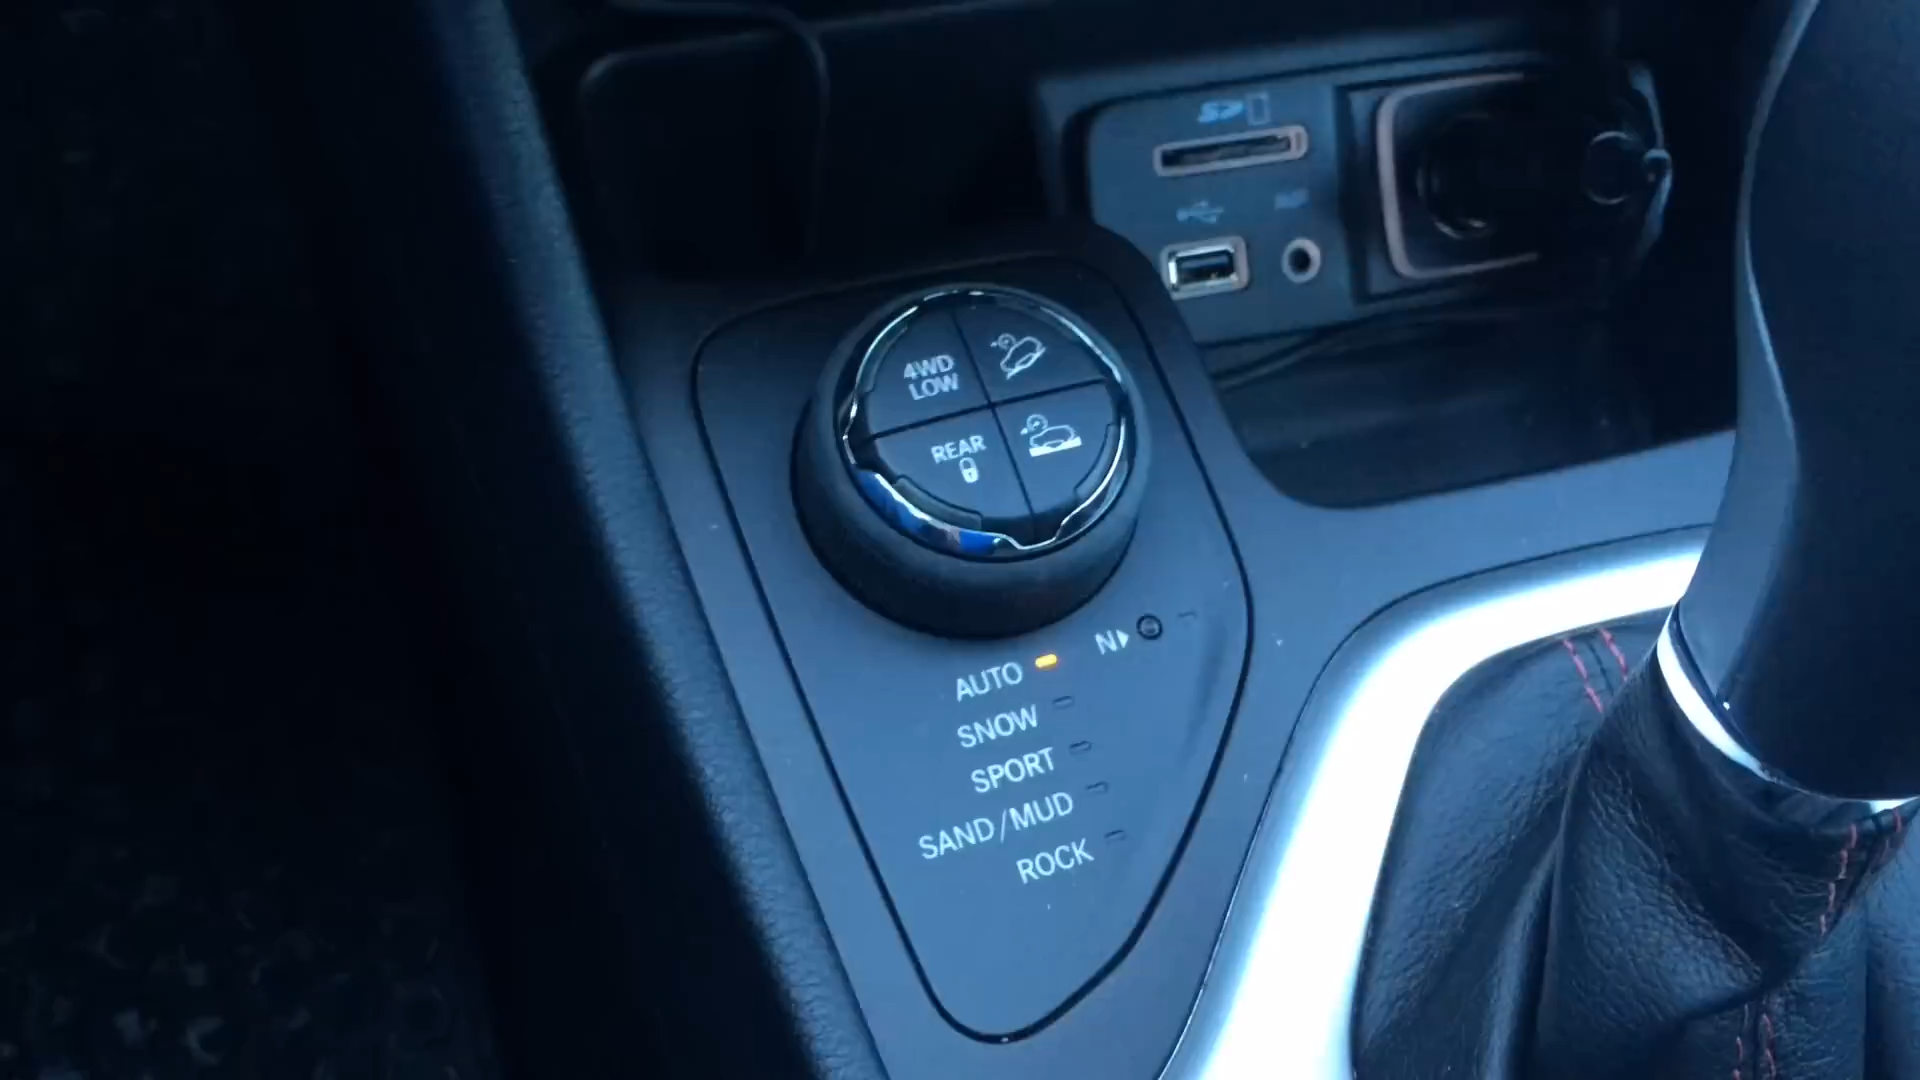 4WD
LOW
REAR
N
AUTO
SNOW
SPORT
SAND/MUD
ROCK